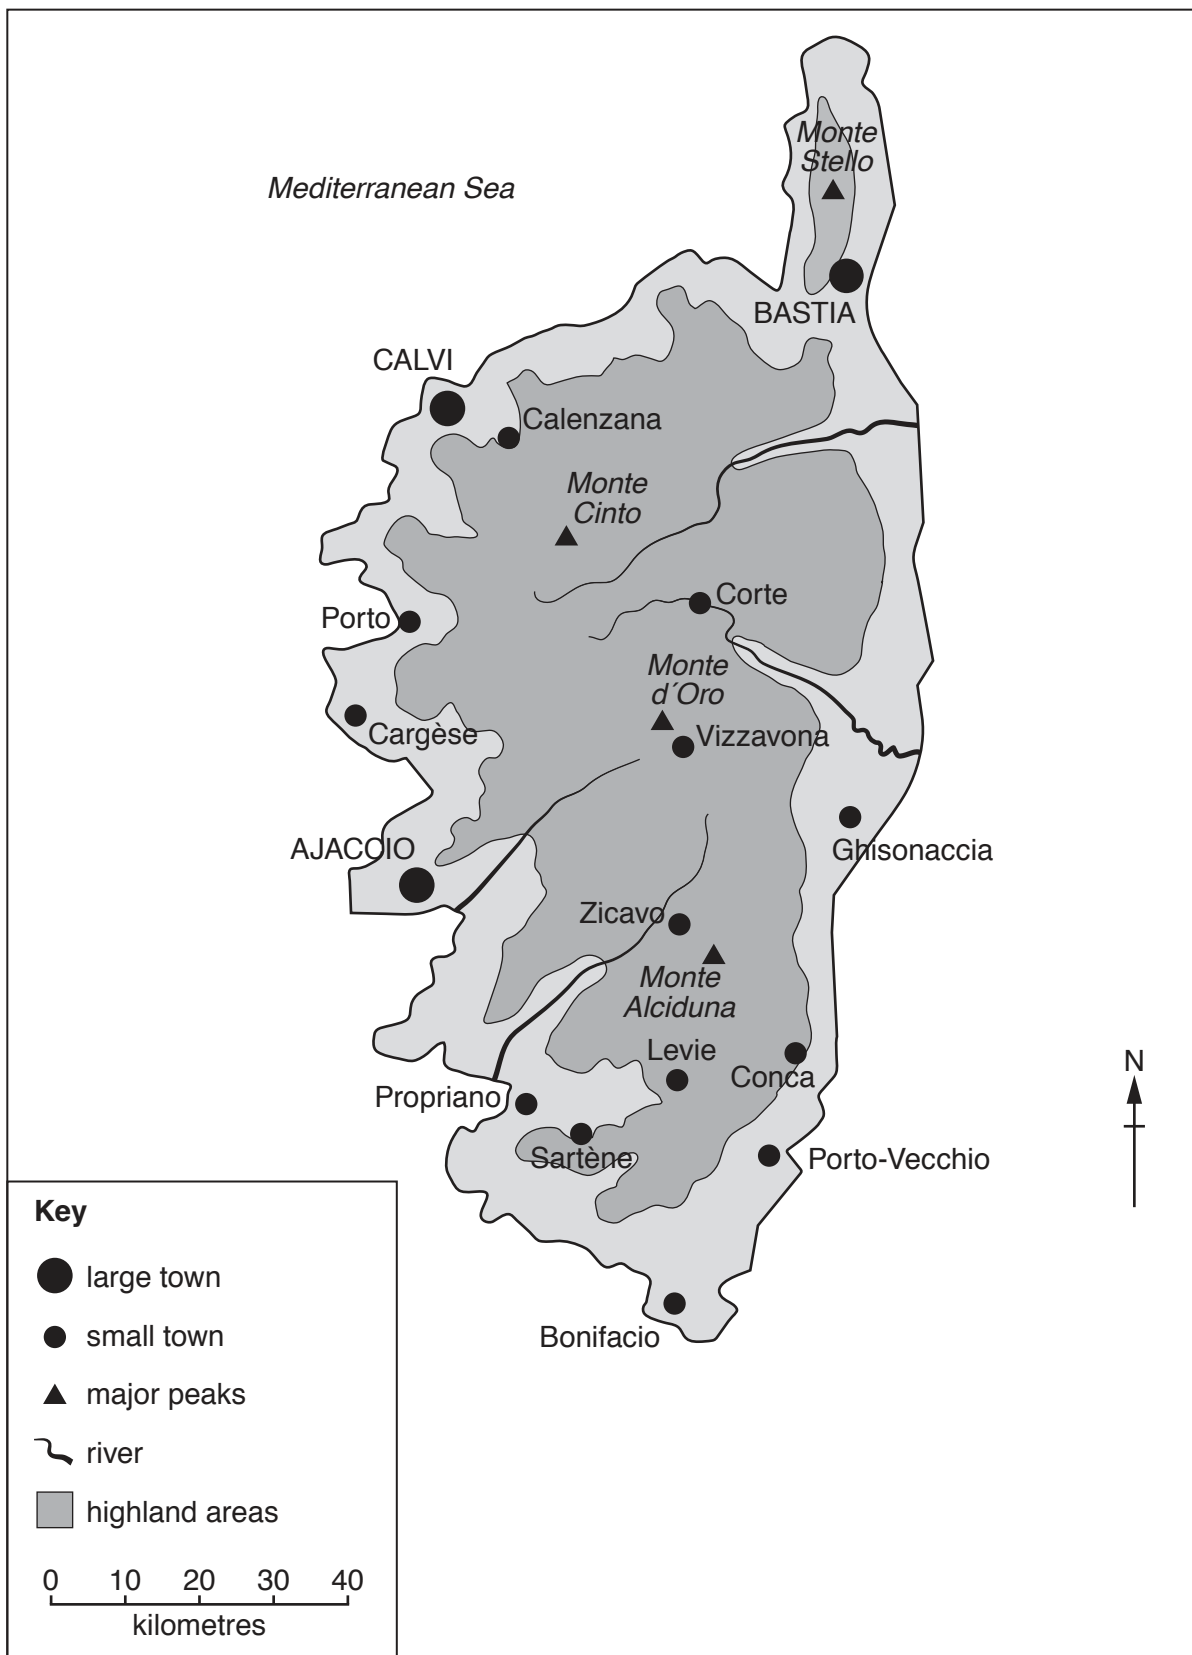 Monte
Stello
Mediterranean Sea
BASTIA
CALVI
Calenzana
Monte
Cinto
Corte
Porto
Monte
d´Oro
Cargèse
Vizzavona
AJACCIO
Ghisonaccia
Zicavo
Monte
Alciduna
Levie
Conca
Propriano
Sartène
Porto-Vecchio
Bonifacio
N
Key
large town
small town
major peaks
river
highland areas
0 10 20 30 40
kilometres